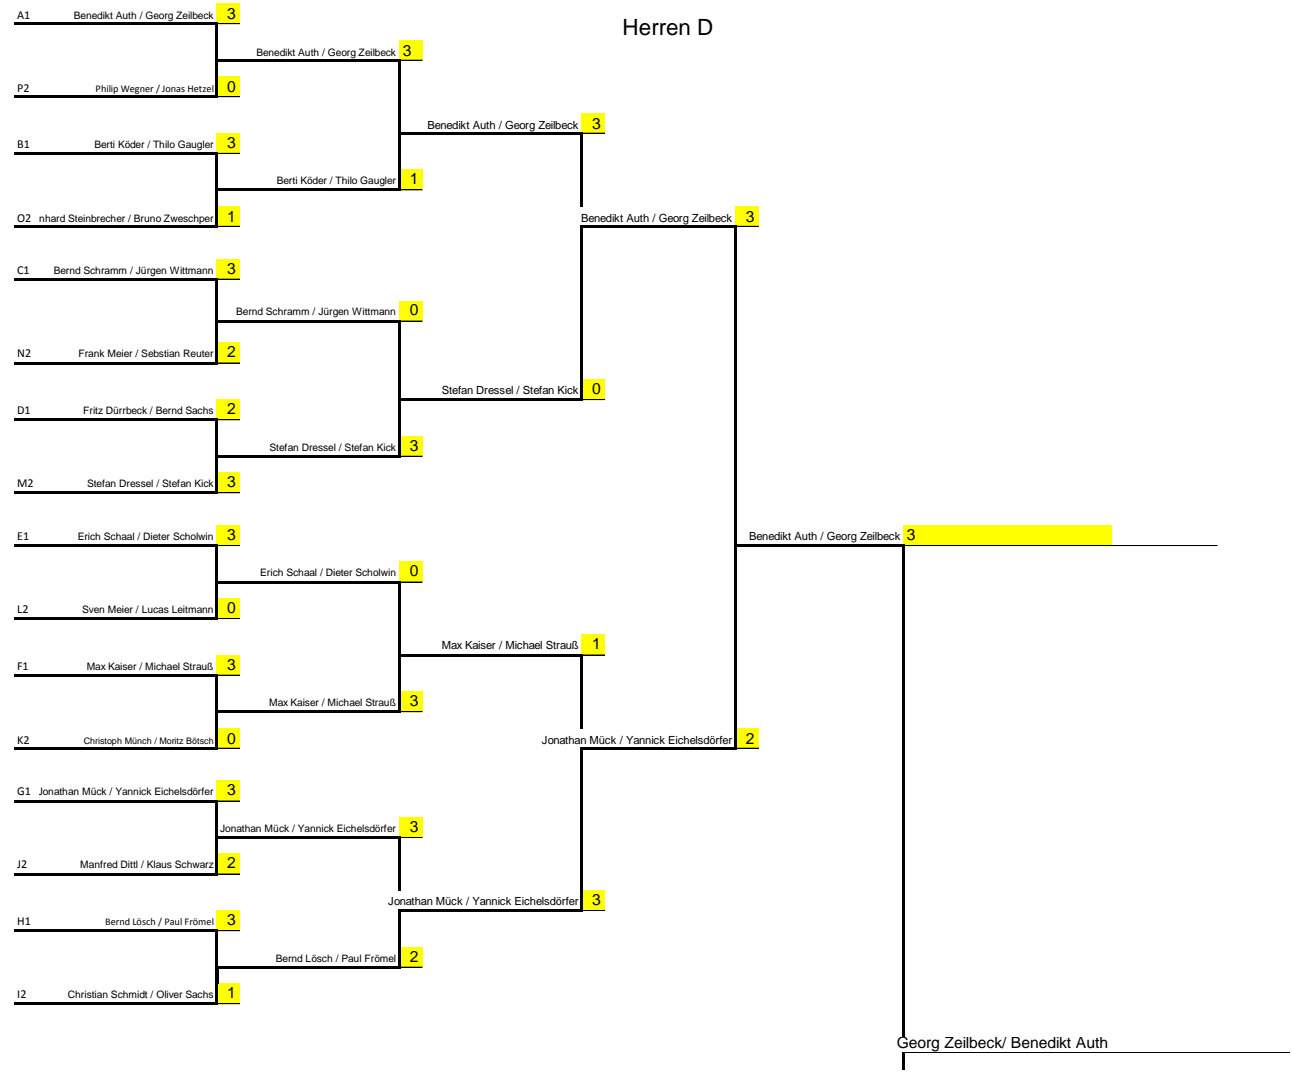 Herren D
A1 Benedikt Auth / Georg Zeilbeck 3
Benedikt Auth / Georg Zeilbeck 3
P2 Philip Wegner / Jonas Hetzel 0
Benedikt Auth / Georg Zeilbeck 3
B1 Berti Köder / Thilo Gaugler 3
Berti Köder / Thilo Gaugler 1
O2 nhard Steinbrecher / Bruno Zweschper 1
Benedikt Auth / Georg Zeilbeck 3
C1 Bernd Schramm / Jürgen Wittmann 3
Bernd Schramm / Jürgen Wittmann 0
N2 Frank Meier / Sebstian Reuter 2
Stefan Dressel / Stefan Kick 0
D1 Fritz Dürrbeck / Bernd Sachs 2
Stefan Dressel / Stefan Kick 3
M2 Stefan Dressel / Stefan Kick 3
E1 Erich Schaal / Dieter Scholwin 3
Benedikt Auth / Georg Zeilbeck 3
Erich Schaal / Dieter Scholwin 0
L2 Sven Meier / Lucas Leitmann 0
Max Kaiser / Michael Strauß 1
F1 Max Kaiser / Michael Strauß 3
Max Kaiser / Michael Strauß 3
K2 Christoph Münch / Moritz Bötsch 0
Jonathan Mück / Yannick Eichelsdörfer 2
G1 Jonathan Mück / Yannick Eichelsdörfer 3
Jonathan Mück / Yannick Eichelsdörfer 3
J2 Manfred Dittl / Klaus Schwarz 2
Jonathan Mück / Yannick Eichelsdörfer 3
H1 Bernd Lösch / Paul Frömel 3
Bernd Lösch / Paul Frömel 2
I2 Christian Schmidt / Oliver Sachs 1
Georg Zeilbeck/ Benedikt Auth